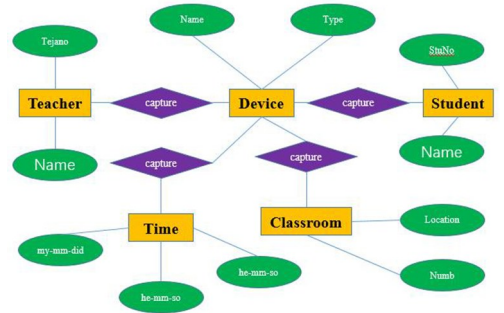 Name
Type
Tejano
StuNo
Teacher
capture
Device
capture
Student
Name
capture
capture
Name
Time
Classroom
Location
my-mm-did
he-mm-so
Numb
he-mm-so